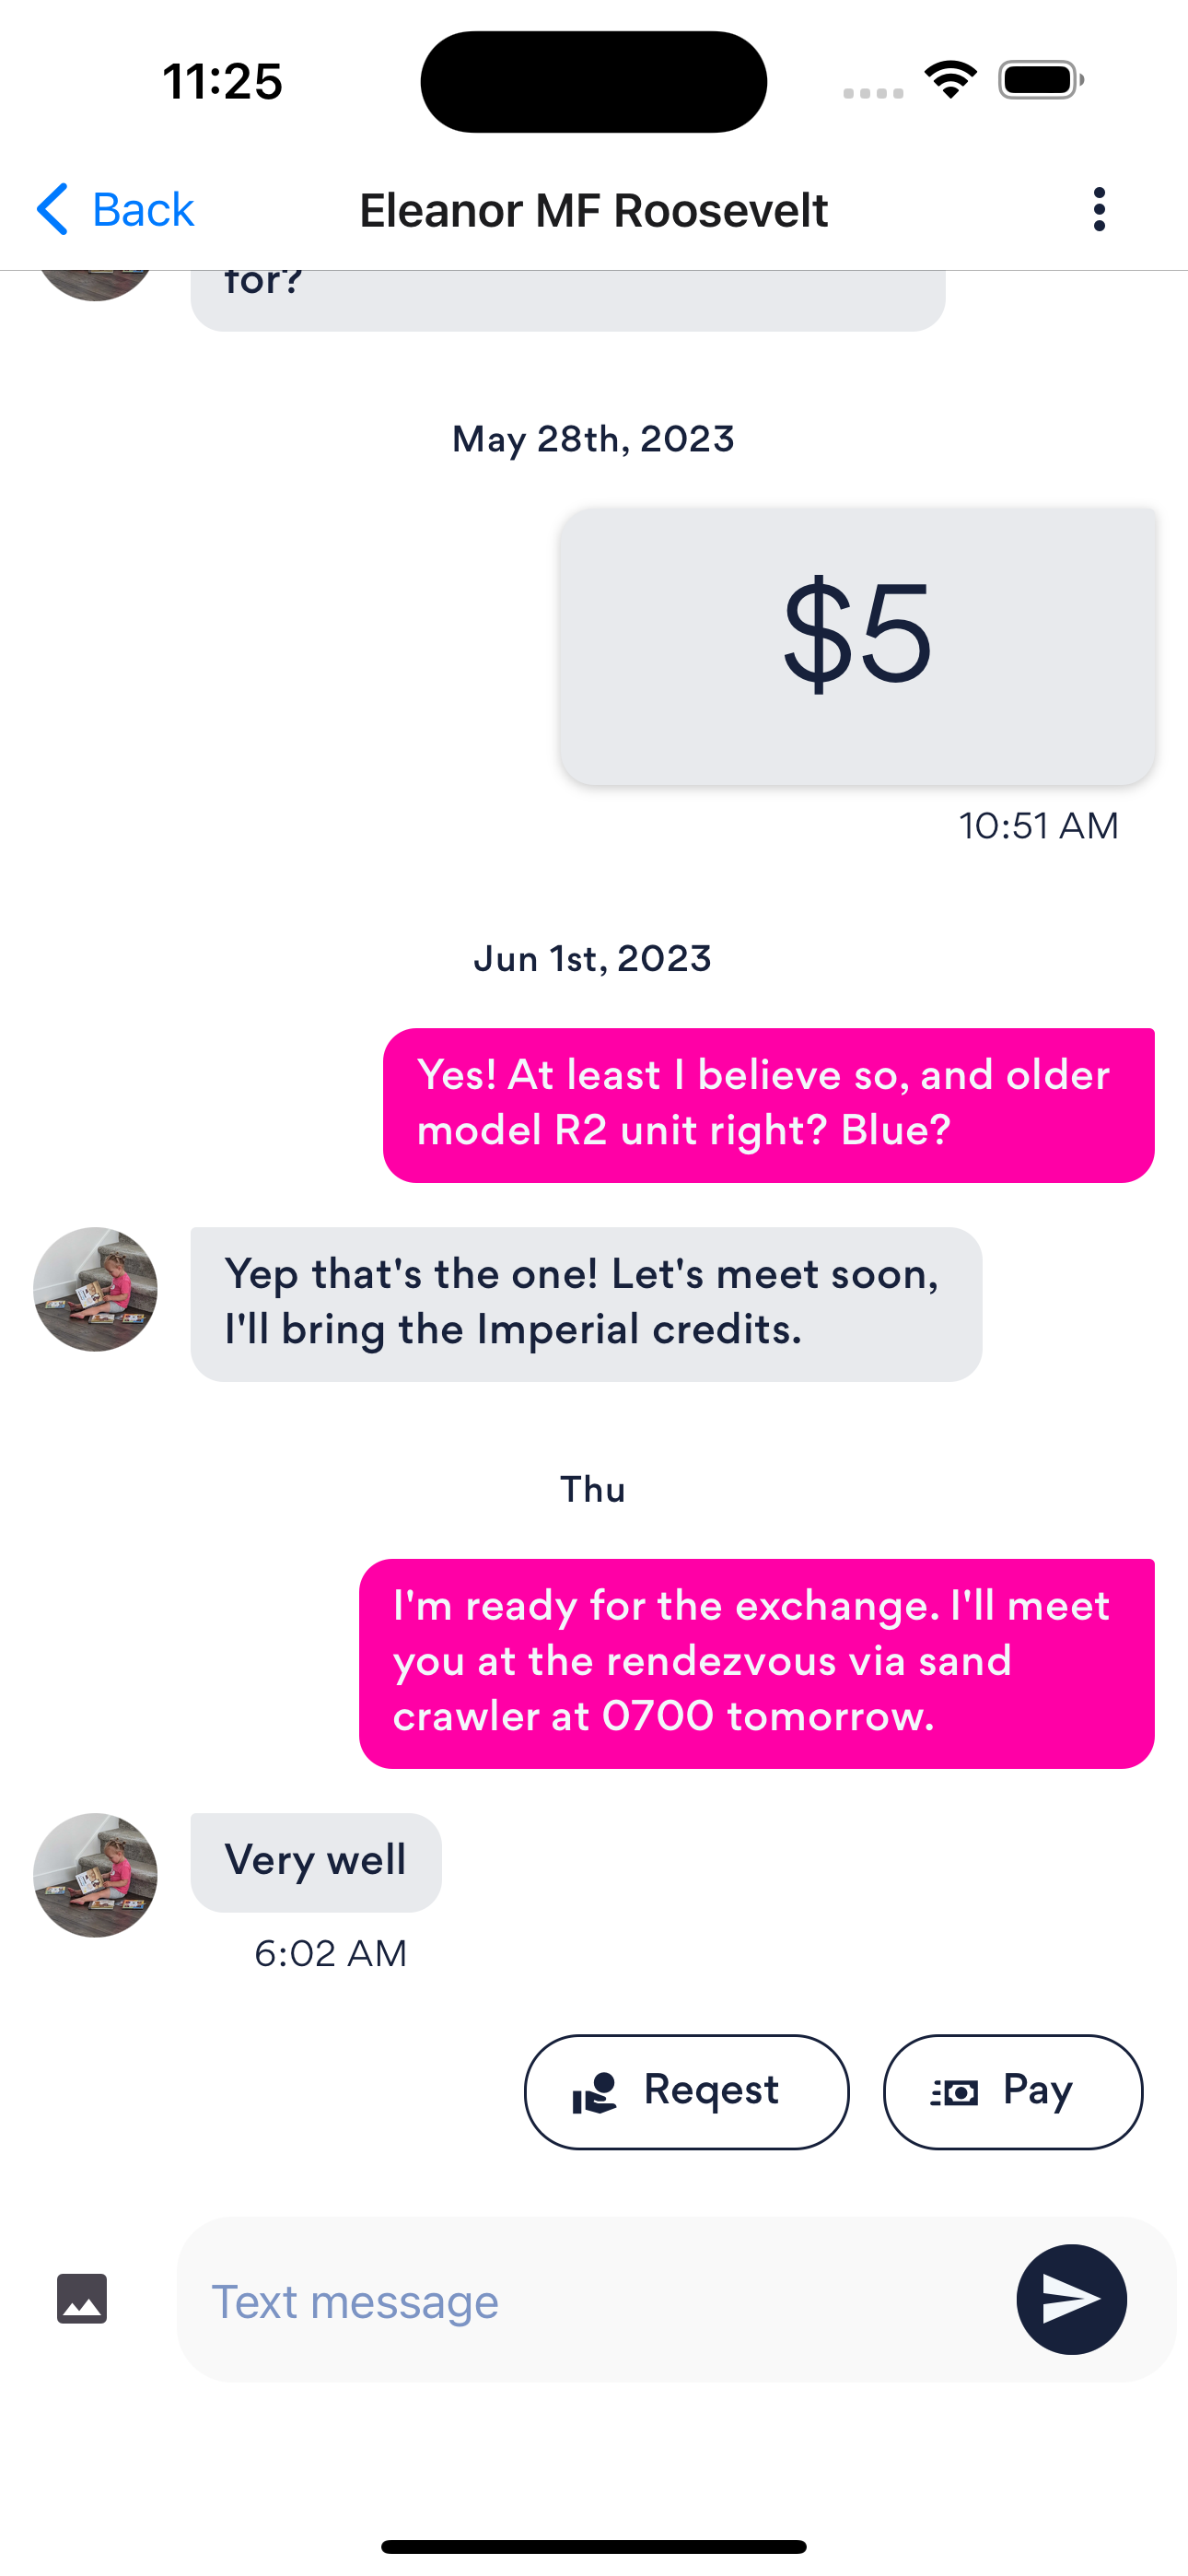 11:25
Back
Eleanor MF Roosevelt
for?
May 28th, 2023
$5
10:51 AM
Jun 1st, 2023
Yes! At least I believe so, and older
model R2 unit right? Blue?
Yep that's the one! Let's meet soon,
I'll bring the Imperial credits.
Thu
I'm ready for the exchange. I'll meet
you at the rendezvous via sand
crawler at 0700 tomorrow.
Very well
6:02 AM
Reqest
Pay
Text message